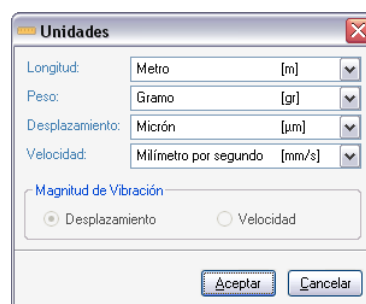 Unidades
Longitud: Metro [m]
Peso: Gramo [gr]
Desplazamiento: Micrón [µm]
Velocidad: Milímetro por segundo [mm/s]
Magnitud de Vibración
Desplazamiento Velocidad
Aceptar Cancelar